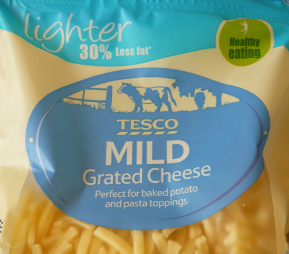 lighter
30% Less fat*
Healthy
eating
TESCO
MILD
Grated Cheese
Perfect for baked potato
and pasta toppings